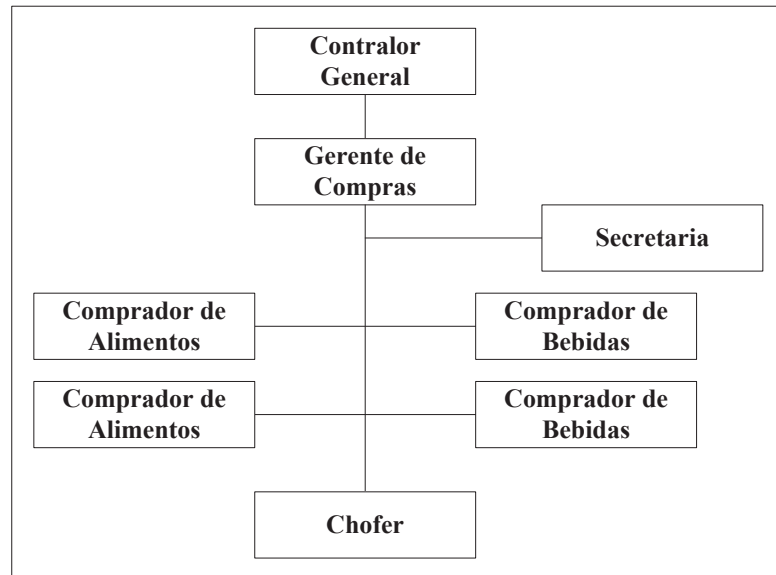 Contralor
General
Gerente de
Compras
Secretaria
Comprador de
Alimentos
Comprador de
Bebidas
Comprador de
Alimentos
Comprador de
Bebidas
Chofer